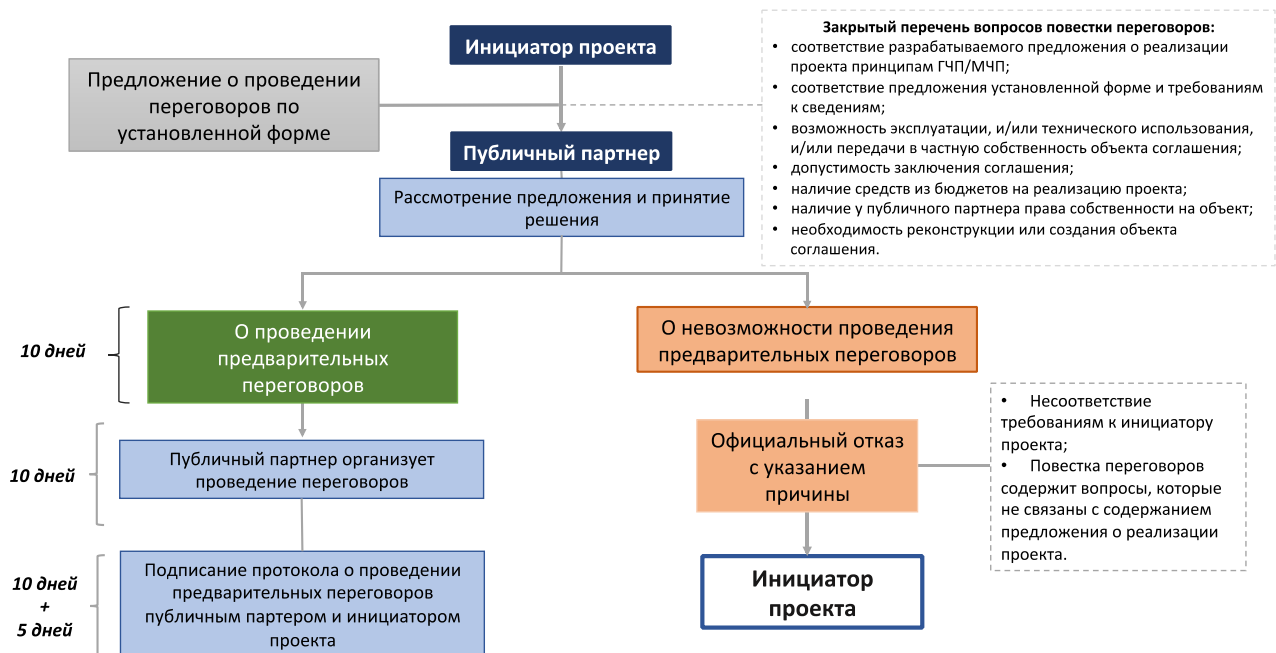 Инициатор проекта
Предложение о проведении
переговоров по
установленной форме
Закрытый перечень вопросов повестки переговоров:
• соответствие разрабатываемого предложения о реализации
проекта принципам ГЧП/МЧП;
• соответствие предложения установленной форме и требованиям
к сведениям;
• возможность эксплуатации, и/или технического использования,
и/или передачи в частную собственность объекта соглашения;
• допустимость заключения соглашения;
• наличие средств из бюджетов на реализацию проекта;
• наличие у публичного партнера права собственности на объект;
• необходимость реконструкции или создания объекта
соглашения.
Публичный партнер
Рассмотрение предложения и принятие
решения
10 дней
О проведении
предварительных
переговоров
О невозможности проведения
предварительных переговоров
10 дней
Публичный партнер организует
проведение переговоров
Официальный отказ
с указанием
причины
• Несоответствие
требованиям к инициатору
проекта;
• Повестка переговоров
содержит вопросы, которые
не связаны с содержанием
предложения о реализации
проекта.
10 дней
+
5 дней
Подписание протокола о проведении
предварительных переговоров
публичным партером и инициатором
проекта
Инициатор
проекта